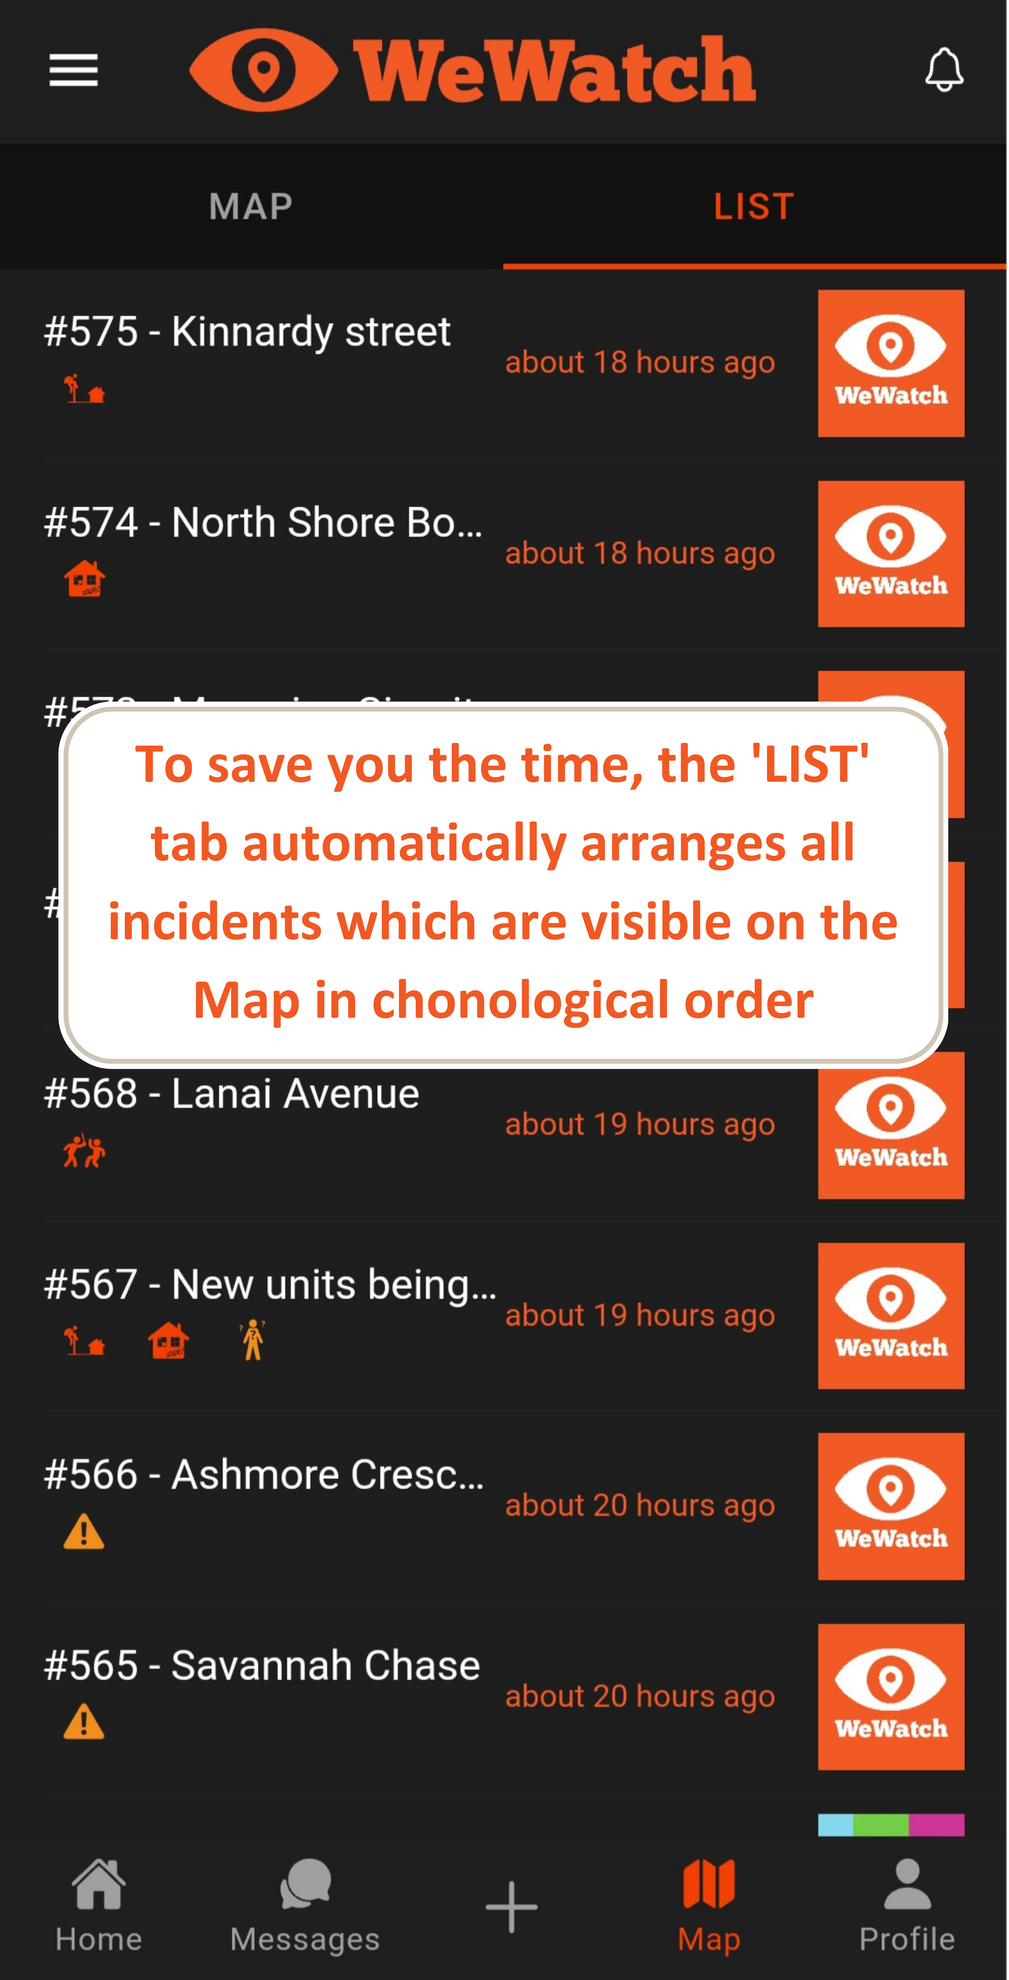 WeWatch
MAP
LIST
#575 - Kinnardy street
about 18 hours ago
WeWatch
#574 - North Shore Bo...
about 18 hours ago
WeWatch
To save you the time, the 'LIST'
tab automatically arranges all
incidents which are visible on the
Map in chonological order
#568 - Lanai Avenue
about 19 hours ago
WeWatch
#567 - New units being...
about 19 hours ago
WeWatch
#566 - Ashmore Cresc...
about 20 hours ago
WeWatch
#565 - Savannah Chase
about 20 hours ago
WeWatch
Home
Messages
Map
Profile